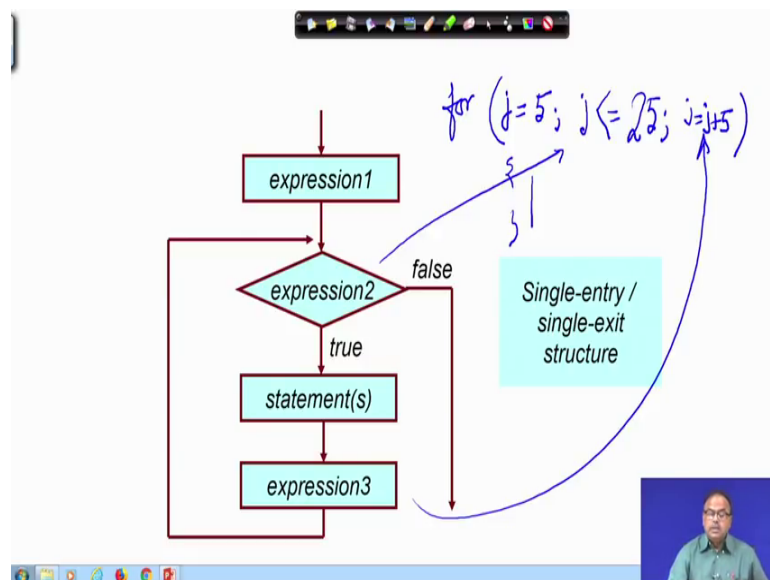 for (j=5; j<=25; j=j+5)
{
}
expression1
expression2
false
true
statement(s)
expression3
Single-entry /
single-exit
structure